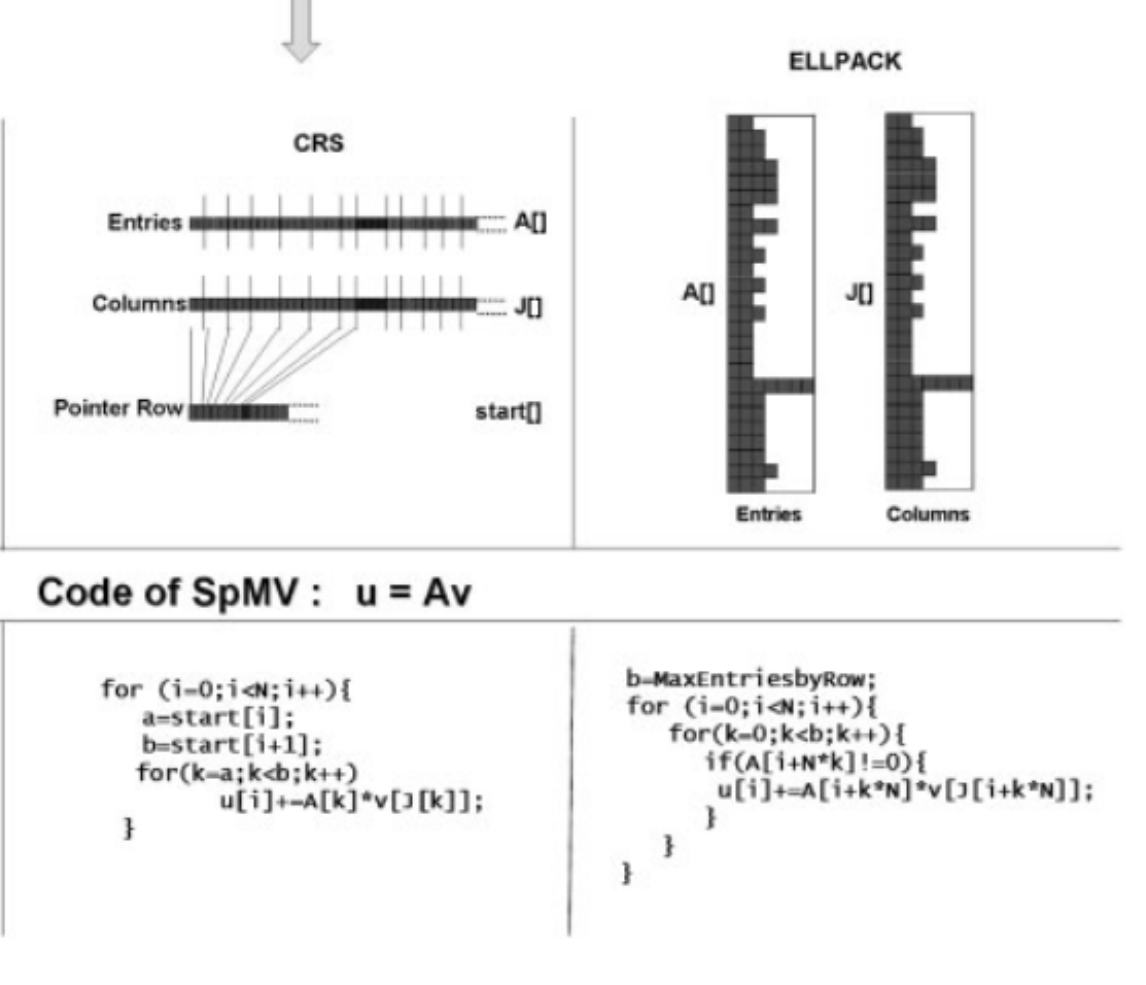 CRS
Entries A[]
Columns J[]
Pointer Row start[]
ELLPACK
A[] J[]
Entries Columns
Code of SpMV : u = Av
for (i=0;i<N;i++){
a=start[i];
b=start[i+1];
for(k=a;k<b;k++)
u[i]+=A[k]*v[J[k]];
}
b=MaxEntriesbyRow;
for (i=0;i<N;i++){
for(k=0;k<b;k++){
if(A[i+N*k]!=0){
u[i]+=A[i+k*N]*v[J[i+k*N]];
}
}
}